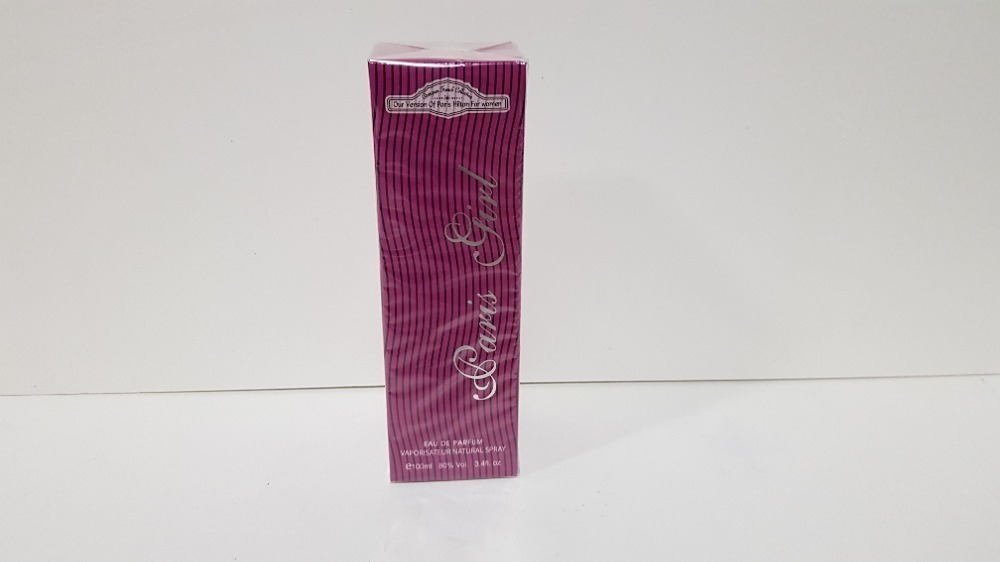 Our Version Of Paris Hilton For women
Paris Girl
EAU DE PARFUM
VAPORISATEUR NATURAL SPRAY
℮100ml 80% Vol. 3.4fl. oz